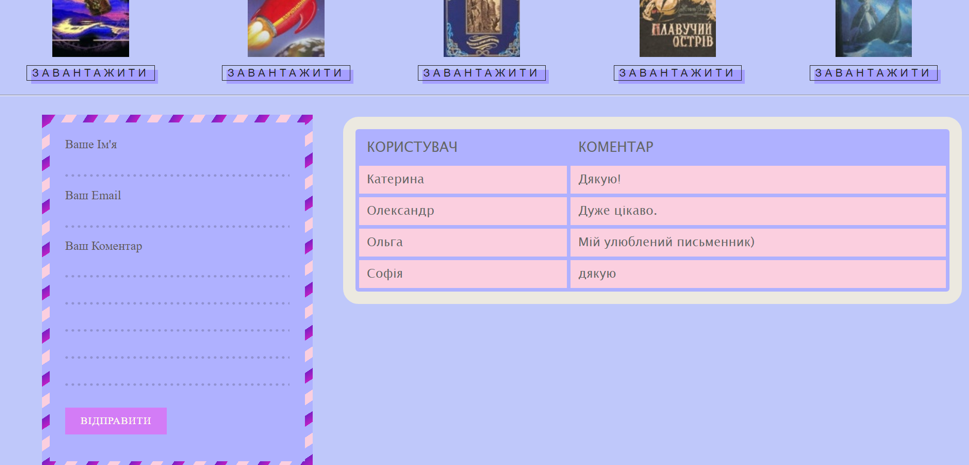 ПЛАВУЧИЙ
ОСТРІВ
ЗАВАНТАЖИТИ ЗАВАНТАЖИТИ ЗАВАНТАЖИТИ ЗАВАНТАЖИТИ ЗАВАНТАЖИТИ
Ваше Ім'я
Ваш Email
Ваш Коментар
ВІДПРАВИТИ
КОРИСТУВАЧ КОМЕНТАР
Катерина Дякую!
Олександр Дуже цікаво.
Ольга Мій улюблений письменник)
Софія дякую